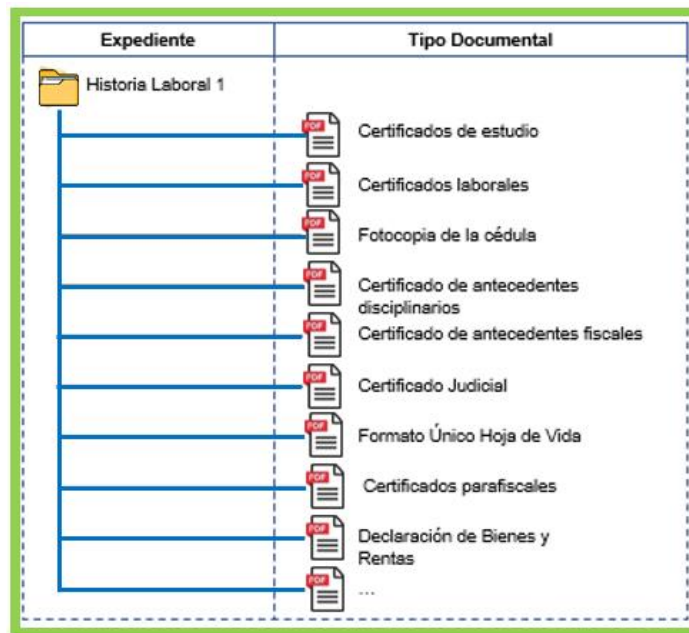 Expediente
Tipo Documental
Historia Laboral 1
PDF
Certificados de estudio
PDF
Certificados laborales
PDF
Fotocopia de la cédula
PDF
Certificado de antecedentes
disciplinarios
PDF
Certificado de antecedentes fiscales
PDF
Certificado Judicial
PDF
Formato Único Hoja de Vida
PDF
Certificados parafiscales
PDF
Declaración de Bienes y
Rentas
PDF
...